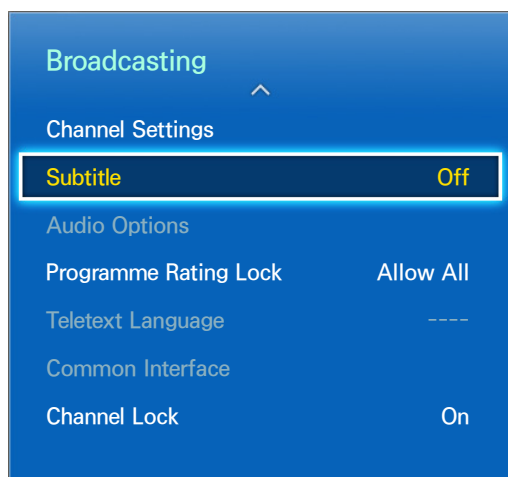 Broadcasting
Channel Settings
Subtitle Off
Audio Options
Programme Rating Lock Allow All
Teletext Language ----
Common Interface
Channel Lock On